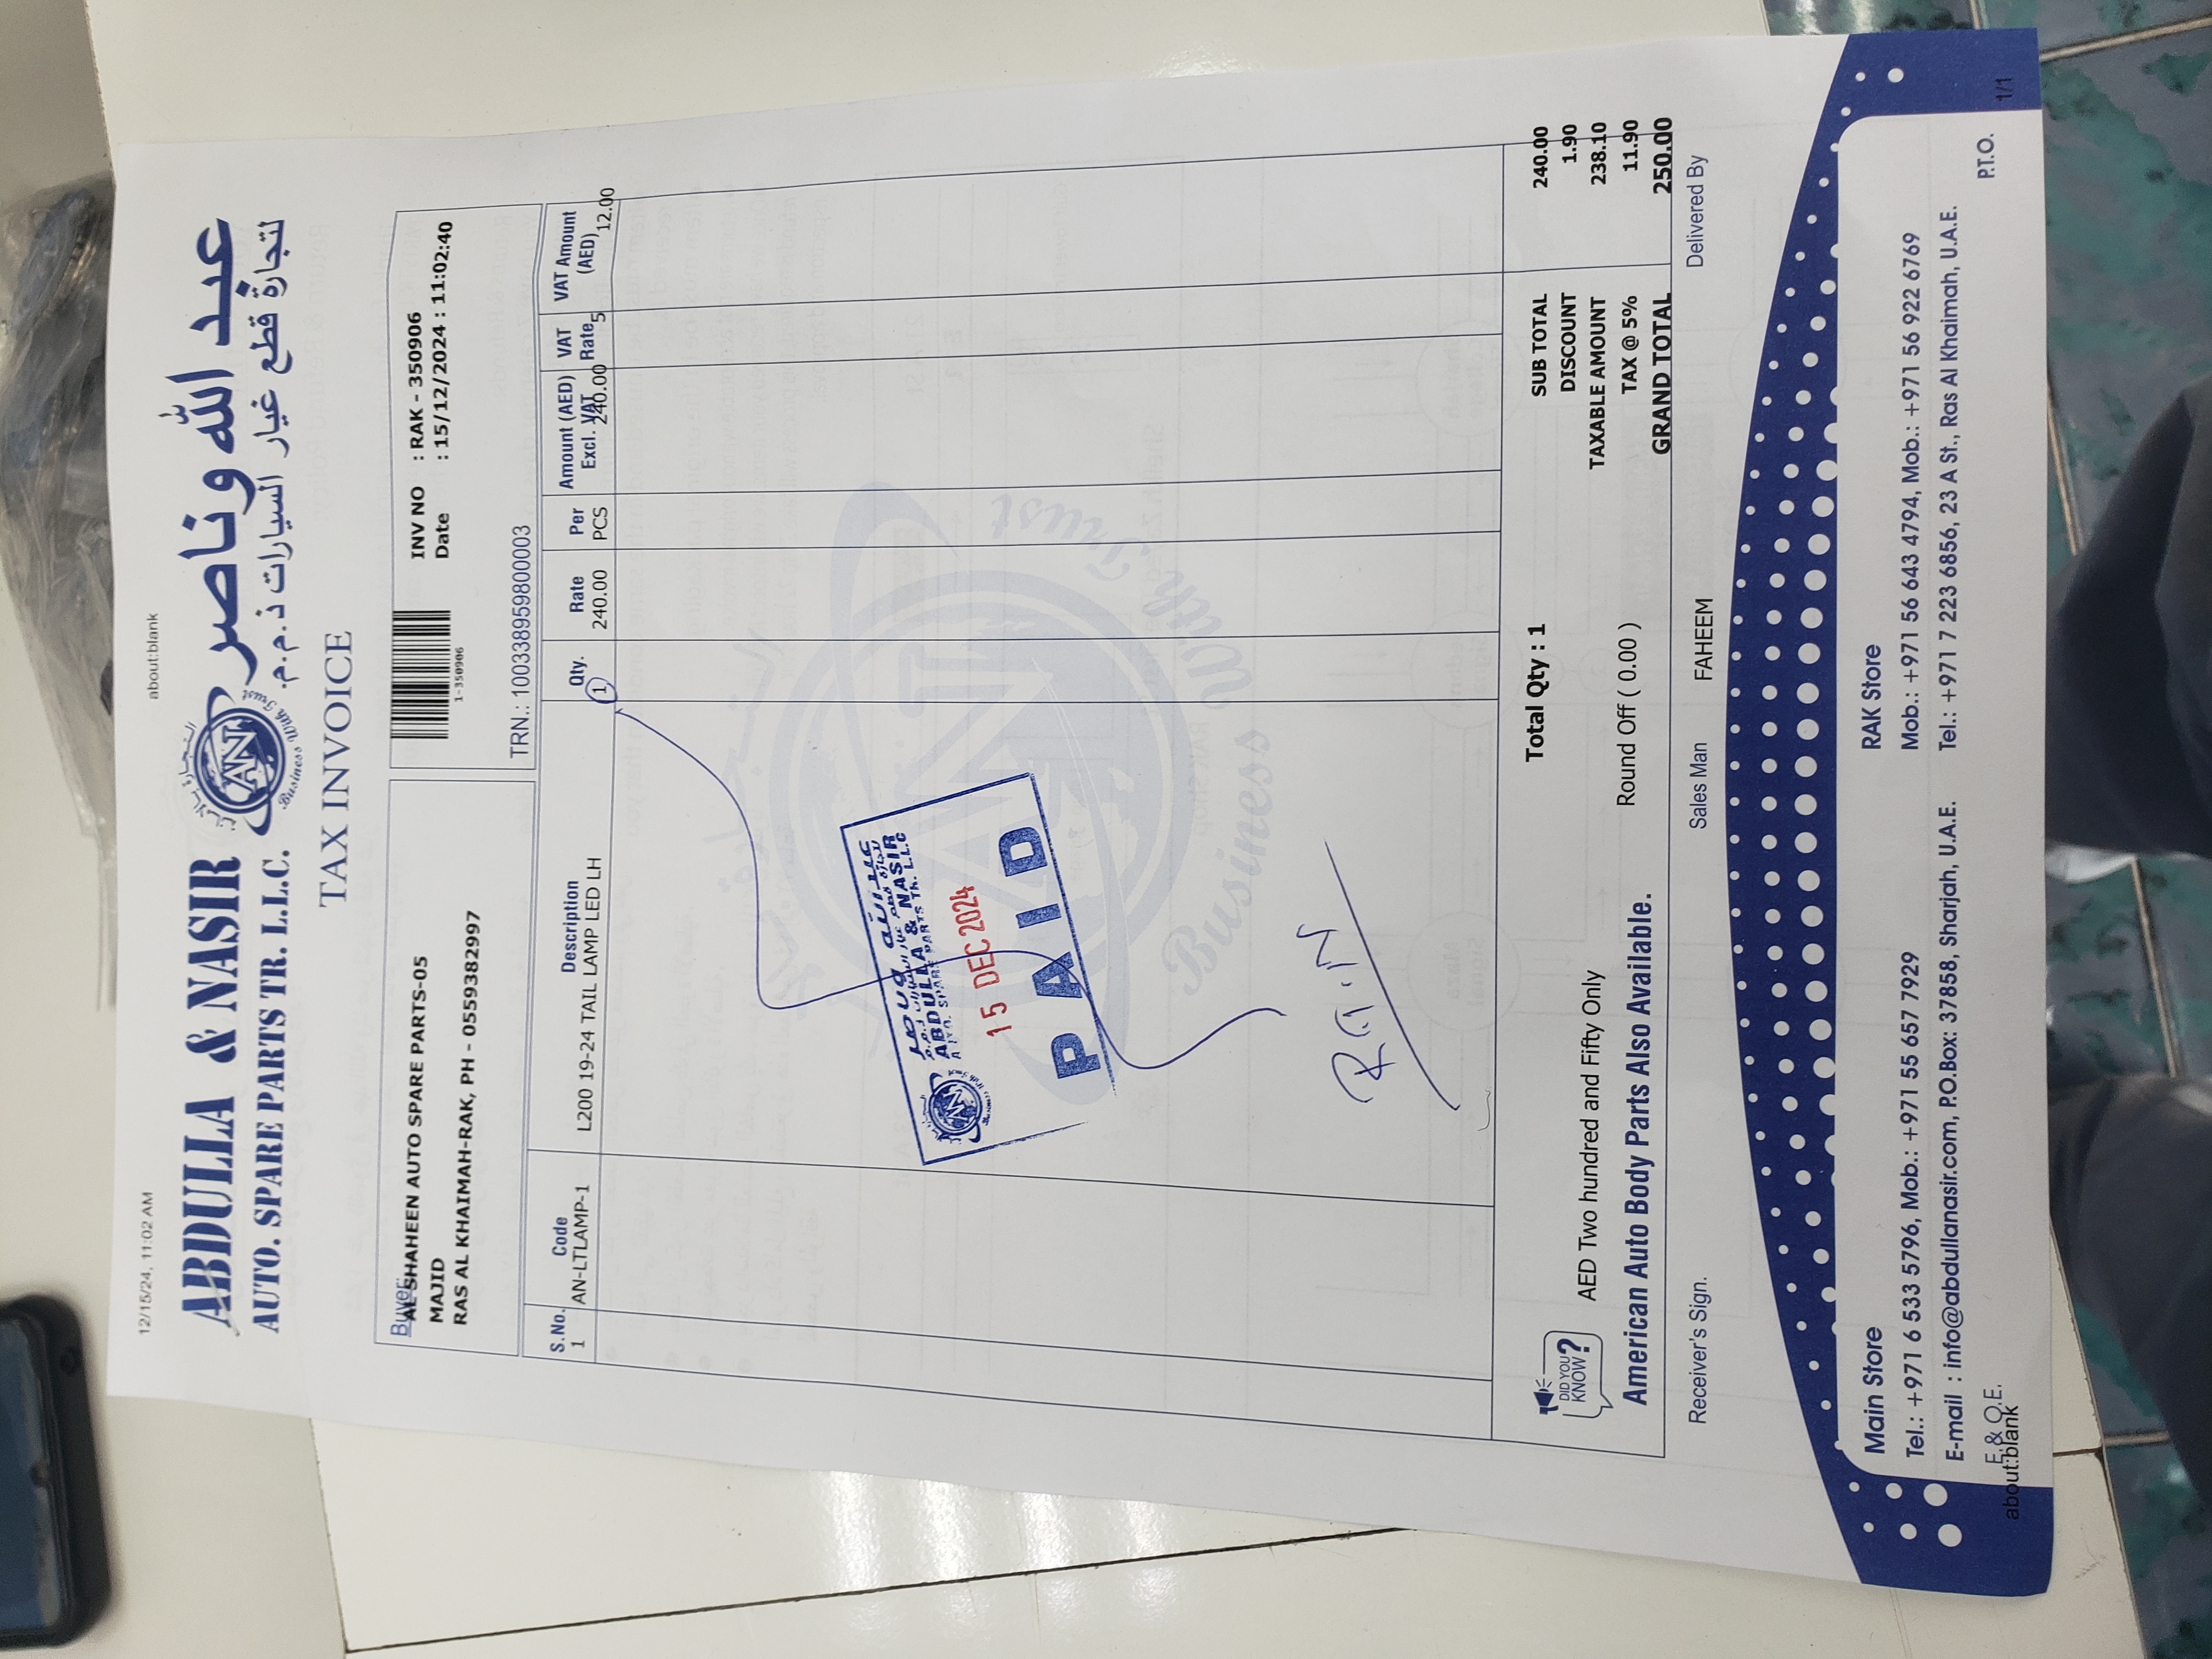 12/15/24, 11:02 AM about:blank
ABDULLA & NASIR عبد الله وناصر
AUTO. SPARE PARTS TR. L.L.C. لتجارة قطع غيار السيارات ذ.م.م.
AN
Business With Trust
TAX INVOICE
Buyer:
AL SHAHEEN AUTO SPARE PARTS-05
MAJID
RAS AL KHAIMAH-RAK, PH - 0559382997
1-350906
INV NO : RAK - 350906
Date : 15/12/2024 : 11:02:40
TRN.: 100338959800003
S.No. Code Description Qty. Rate Per Amount (AED) Excl. VAT VAT Rate VAT Amount (AED)
1 AN-LTLAMP-1 L200 19-24 TAIL LAMP LED LH 1 240.00 PCS 240.00 5 12.00
ABDULLA & NASIR
AUTO. SPARE PARTS TR. L.L.C
15 DEC 2024
PAID
AN
Business With Trust
Total Qty : 1
SUB TOTAL 240.00
DISCOUNT 1.90
TAXABLE AMOUNT 238.10
TAX @ 5% 11.90
GRAND TOTAL 250.00
DID YOU KNOW?
AED Two hundred and Fifty Only
Round Off ( 0.00 )
American Auto Body Parts Also Available.
Receiver's Sign. Sales Man FAHEEM Delivered By
Main Store
Tel.: +971 6 533 5796, Mob.: +971 55 657 7929
E-mail : info@abdullanasir.com, P.O.Box: 37858, Sharjah, U.A.E.
RAK Store
Mob.: +971 56 643 4794, Mob.: +971 56 922 6769
Tel.: +971 7 223 6856, 23 A St., Ras Al Khaimah, U.A.E.
E. & O.E. P.T.O.
about:blank 1/1